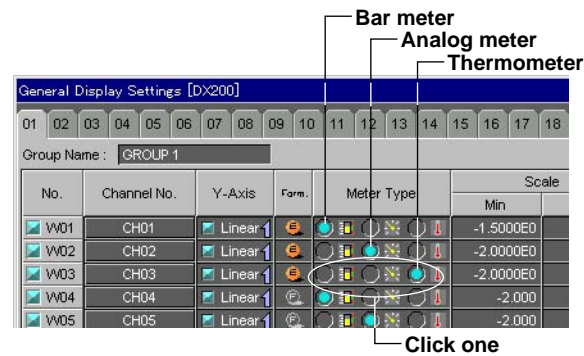 Bar meter
Analog meter
Thermometer
General Display Settings [DX200]
01 02 03 04 05 06 07 08 09 10 11 12 13 14 15 16 17 18
Group Name : GROUP 1
No. Channel No. Y-Axis Form. Meter Type Scale
Min
W01 CH01 Linear E -1.5000E0
W02 CH02 Linear E -2.0000E0
W03 CH03 Linear E -2.0000E0
W04 CH04 Linear F -2.000
W05 CH05 Linear F -2.000
Click one